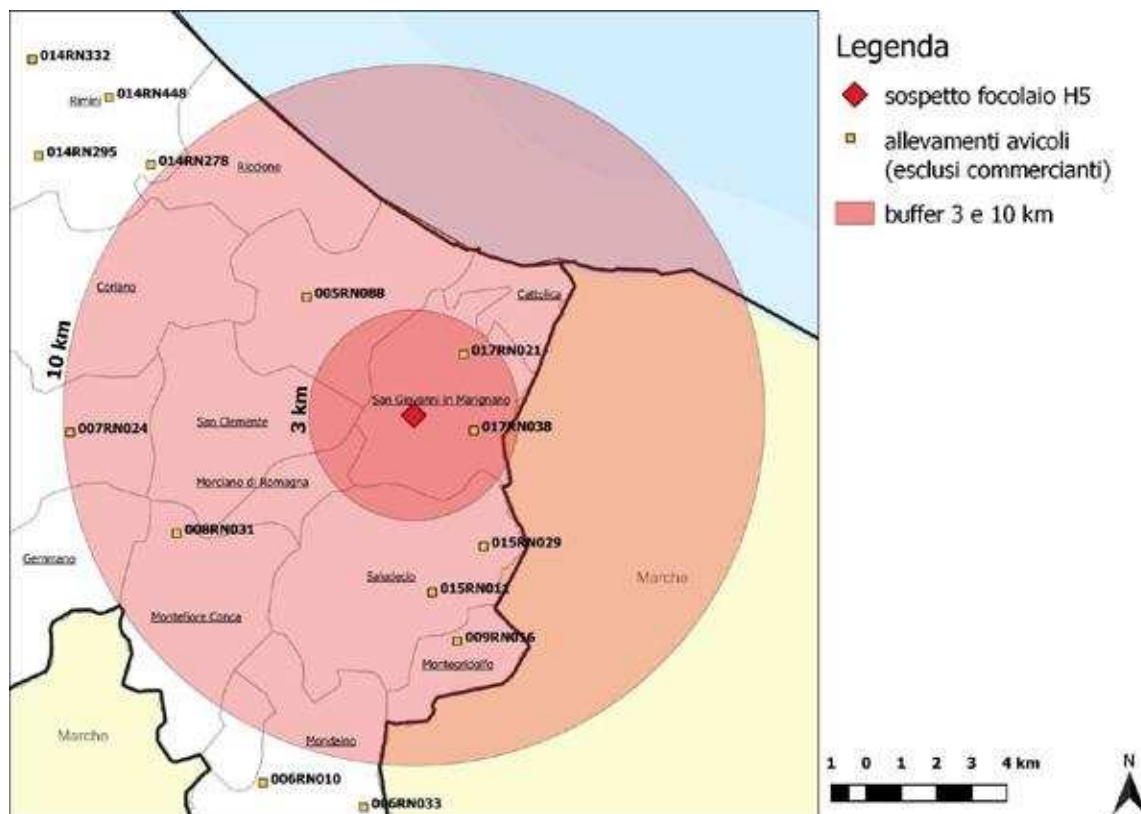 014RN332
Rimini
014RN448
014RN295
014RN278
Riccione
Coriano
005RN088
Cattolica
017RN021
10 km
3 km
San Giovanni in Marignano
017RN038
007RN024
San Clemente
Morciano di Romagna
008RN031
015RN029
Gemmano
Saludecio
015RN011
Marche
Montefiore Conca
009RN016
Montegridolfo
Marche
Mondaino
006RN010
006RN033
Legenda
sospetto focolaio H5
allevamenti avicoli
(esclusi commercianti)
buffer 3 e 10 km
1 0 1 2 3 4 km
N